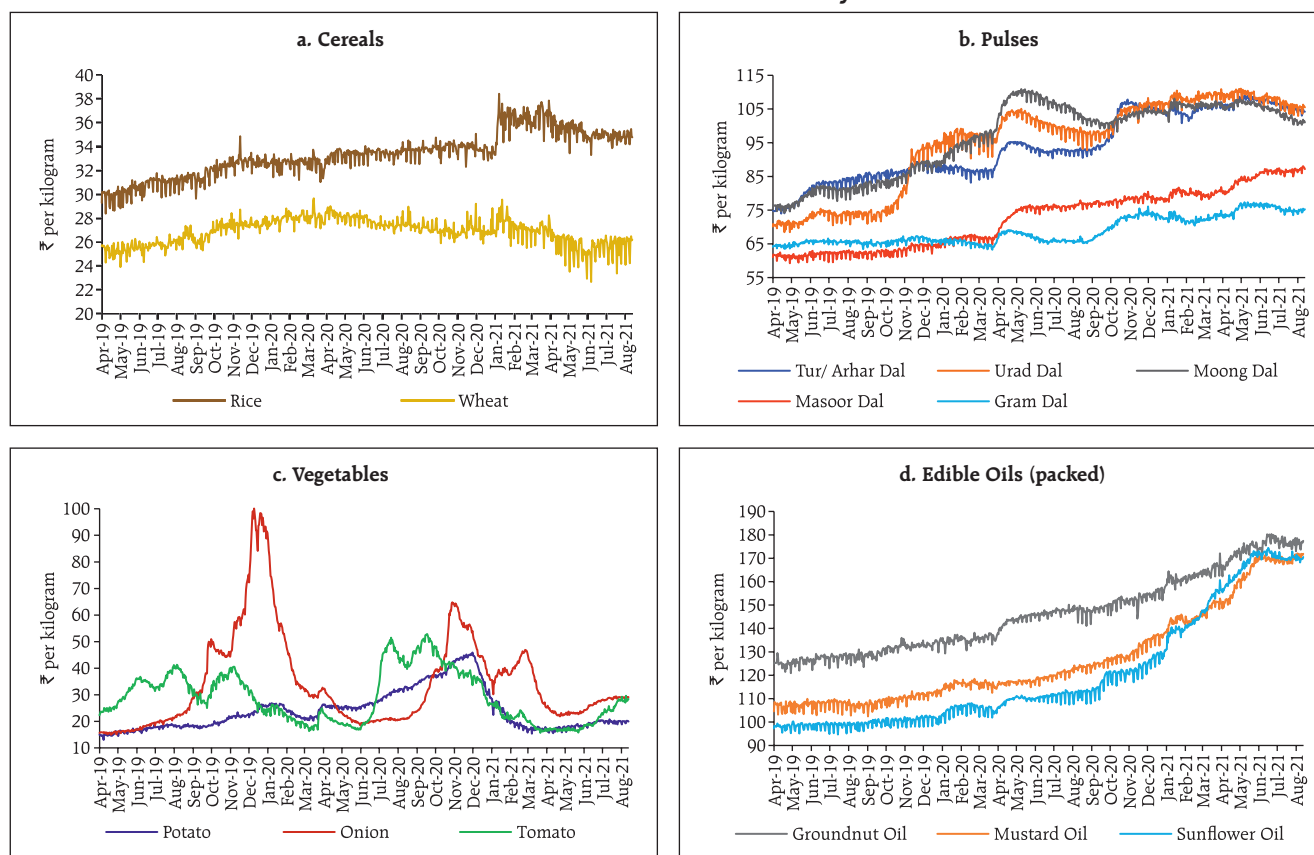 a. Cereals
₹ per kilogram
40
38
36
34
32
30
28
26
24
22
20
Apr-19 May-19 Jun-19 Jul-19 Aug-19 Sep-19 Oct-19 Nov-19 Dec-19 Jan-20 Feb-20 Mar-20 Apr-20 May-20 Jun-20 Jul-20 Aug-20 Sep-20 Oct-20 Nov-20 Dec-20 Jan-21 Feb-21 Mar-21 Apr-21 May-21 Jun-21 Jul-21 Aug-21
Rice Wheat
b. Pulses
₹ per kilogram
115
105
95
85
75
65
55
Apr-19 May-19 Jun-19 Jul-19 Aug-19 Sep-19 Oct-19 Nov-19 Dec-19 Jan-20 Feb-20 Mar-20 Apr-20 May-20 Jun-20 Jul-20 Aug-20 Sep-20 Oct-20 Nov-20 Dec-20 Jan-21 Feb-21 Mar-21 Apr-21 May-21 Jun-21 Jul-21 Aug-21
Tur/ Arhar Dal Urad Dal Moong Dal
Masoor Dal Gram Dal
c. Vegetables
₹ per kilogram
100
90
80
70
60
50
40
30
20
10
Apr-19 May-19 Jun-19 Jul-19 Aug-19 Sep-19 Oct-19 Nov-19 Dec-19 Jan-20 Feb-20 Mar-20 Apr-20 May-20 Jun-20 Jul-20 Aug-20 Sep-20 Oct-20 Nov-20 Dec-20 Jan-21 Feb-21 Mar-21 Apr-21 May-21 Jun-21 Jul-21 Aug-21
Potato Onion Tomato
d. Edible Oils (packed)
₹ per kilogram
190
180
170
160
150
140
130
120
110
100
90
Apr-19 May-19 Jun-19 Jul-19 Aug-19 Sep-19 Oct-19 Nov-19 Dec-19 Jan-20 Feb-20 Mar-20 Apr-20 May-20 Jun-20 Jul-20 Aug-20 Sep-20 Oct-20 Nov-20 Dec-20 Jan-21 Feb-21 Mar-21 Apr-21 May-21 Jun-21 Jul-21 Aug-21
Groundnut Oil Mustard Oil Sunflower Oil